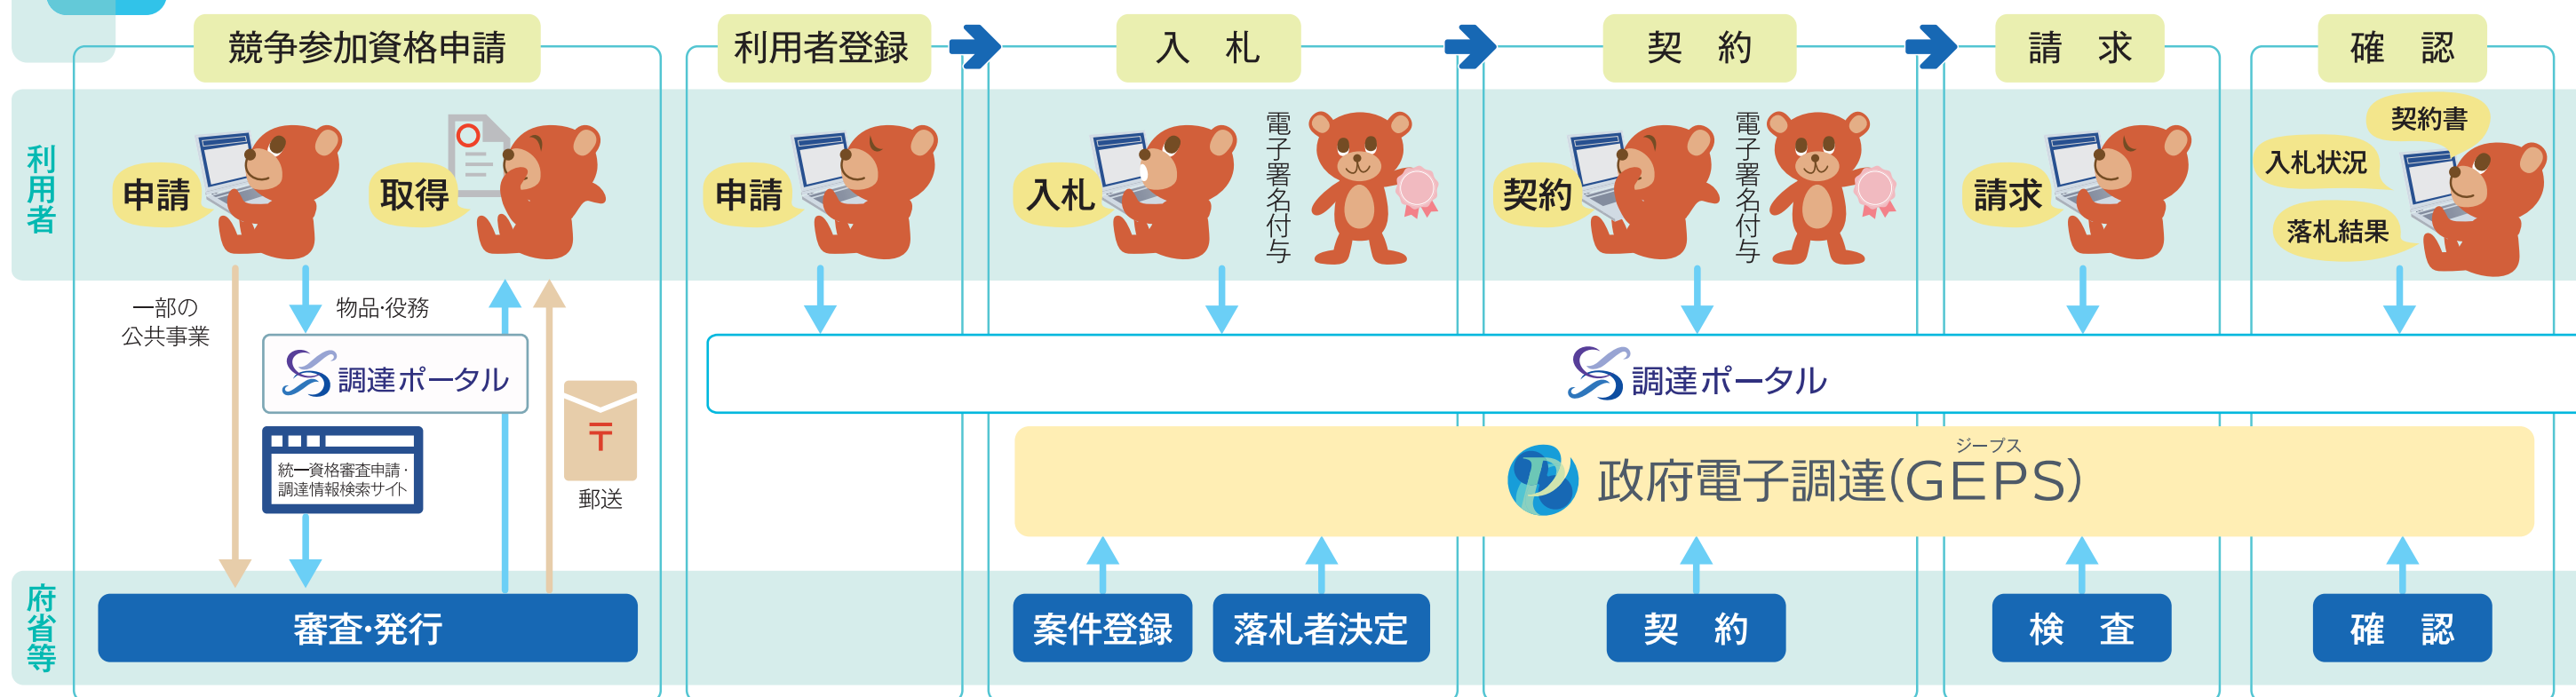 競争参加資格申請
利用者登録
入　札
契　約
請　求
確　認
利用者
申請
取得
申請
入札
電子署名付与
契約
電子署名付与
請求
契約書
入札状況
落札結果
一部の
公共事業
物品・役務
調達ポータル
調達ポータル
統一資格審査申請・
調達情報検索サイト
〒
郵送
ジープス
政府電子調達(GEPS)
府省等
審査・発行
案件登録
落札者決定
契　約
検　査
確　認